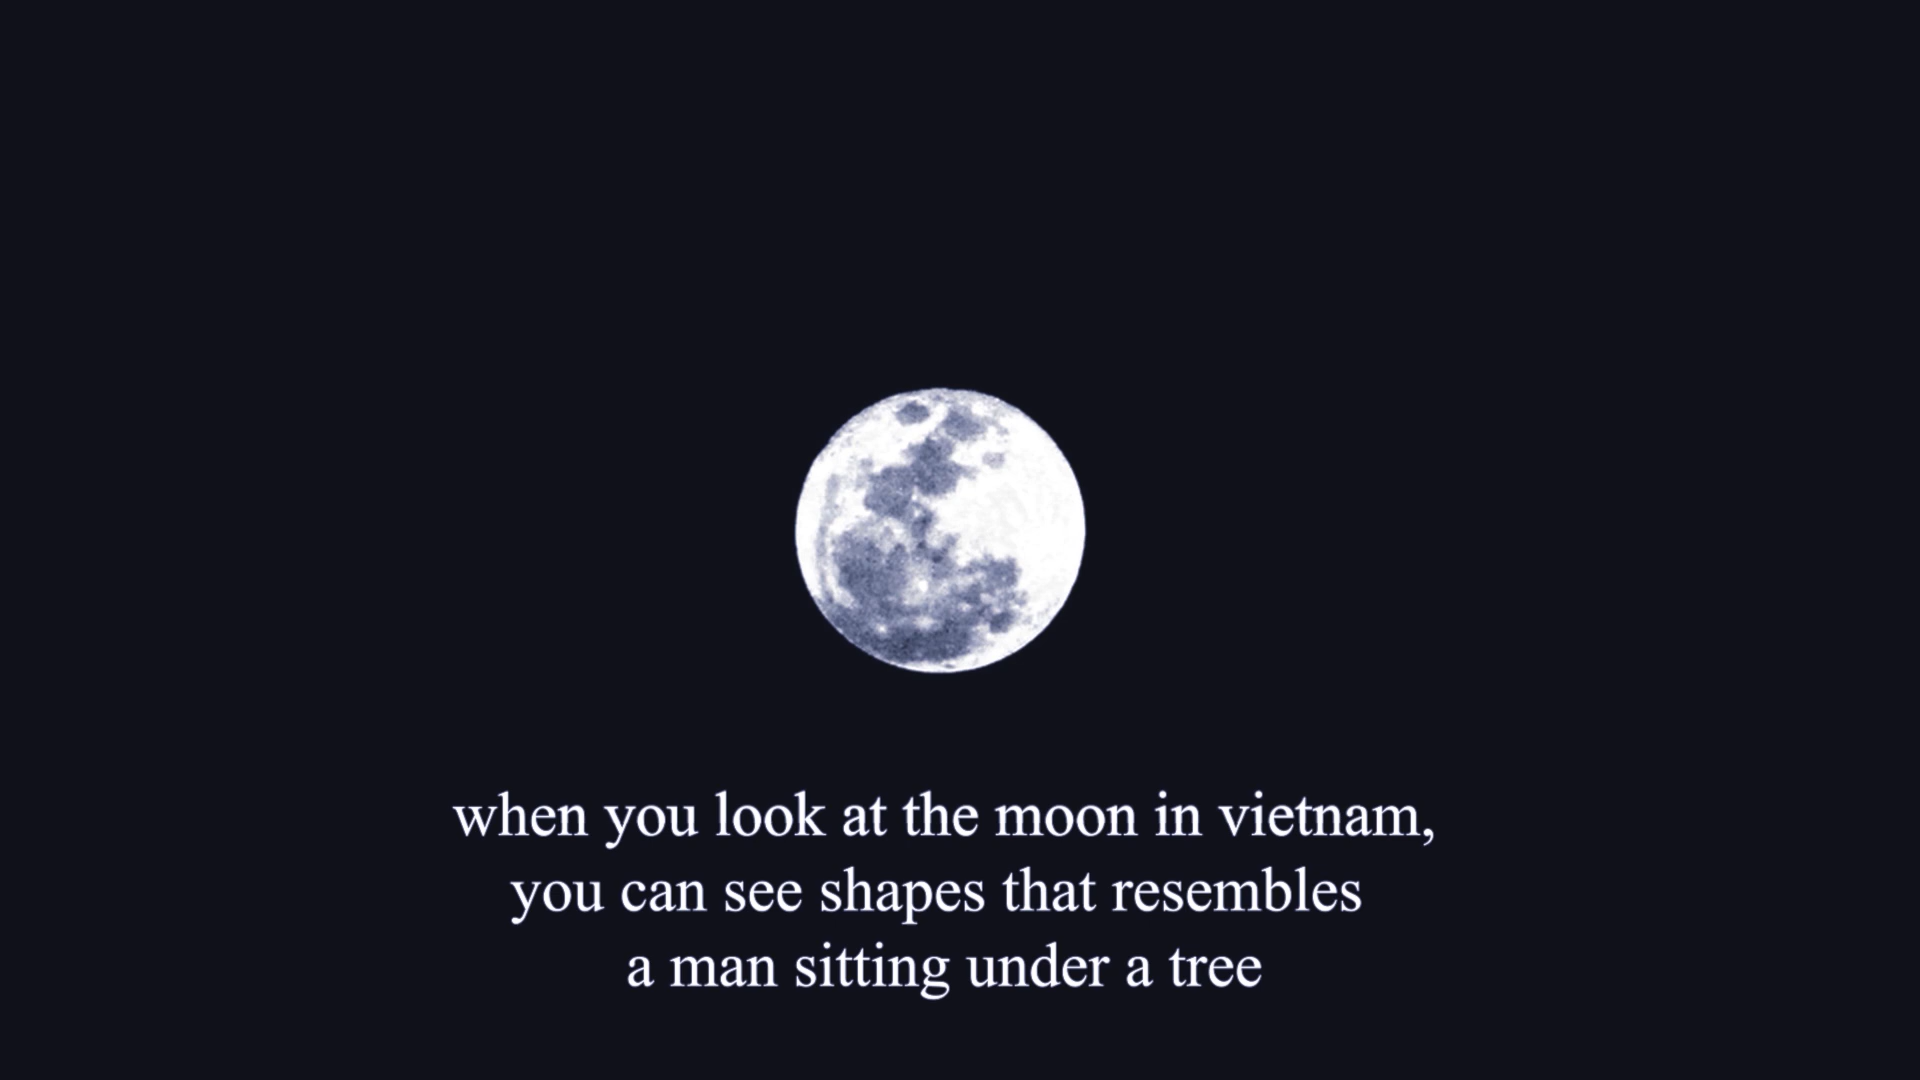 when you look at the moon in vietnam,
you can see shapes that resembles
a man sitting under a tree